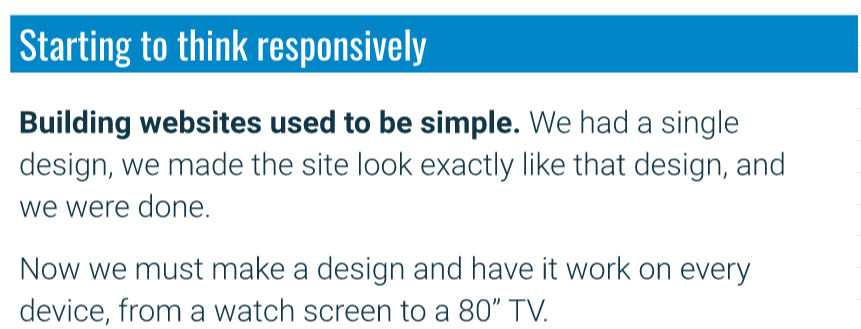 Starting to think responsively
Building websites used to be simple. We had a single
design, we made the site look exactly like that design, and
we were done.
Now we must make a design and have it work on every
device, from a watch screen to a 80” TV.